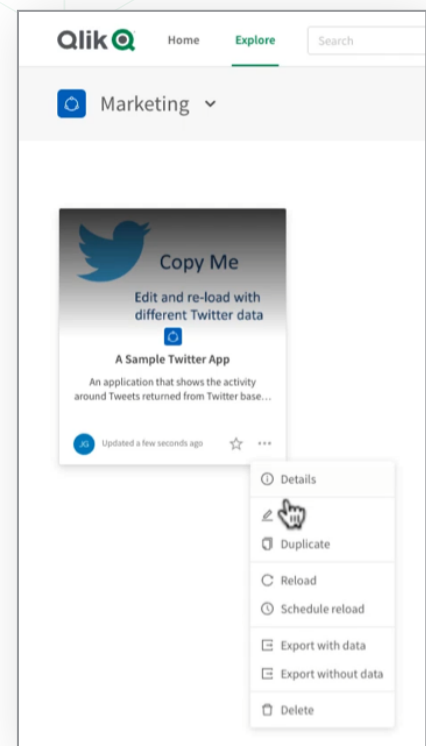 Qlik
Home
Explore
Search
Marketing
Copy Me
Edit and re-load with
different Twitter data
A Sample Twitter App
An application that shows the activity
around Tweets returned from Twitter base...
JG
Updated a few seconds ago
Details
Duplicate
Reload
Schedule reload
Export with data
Export without data
Delete